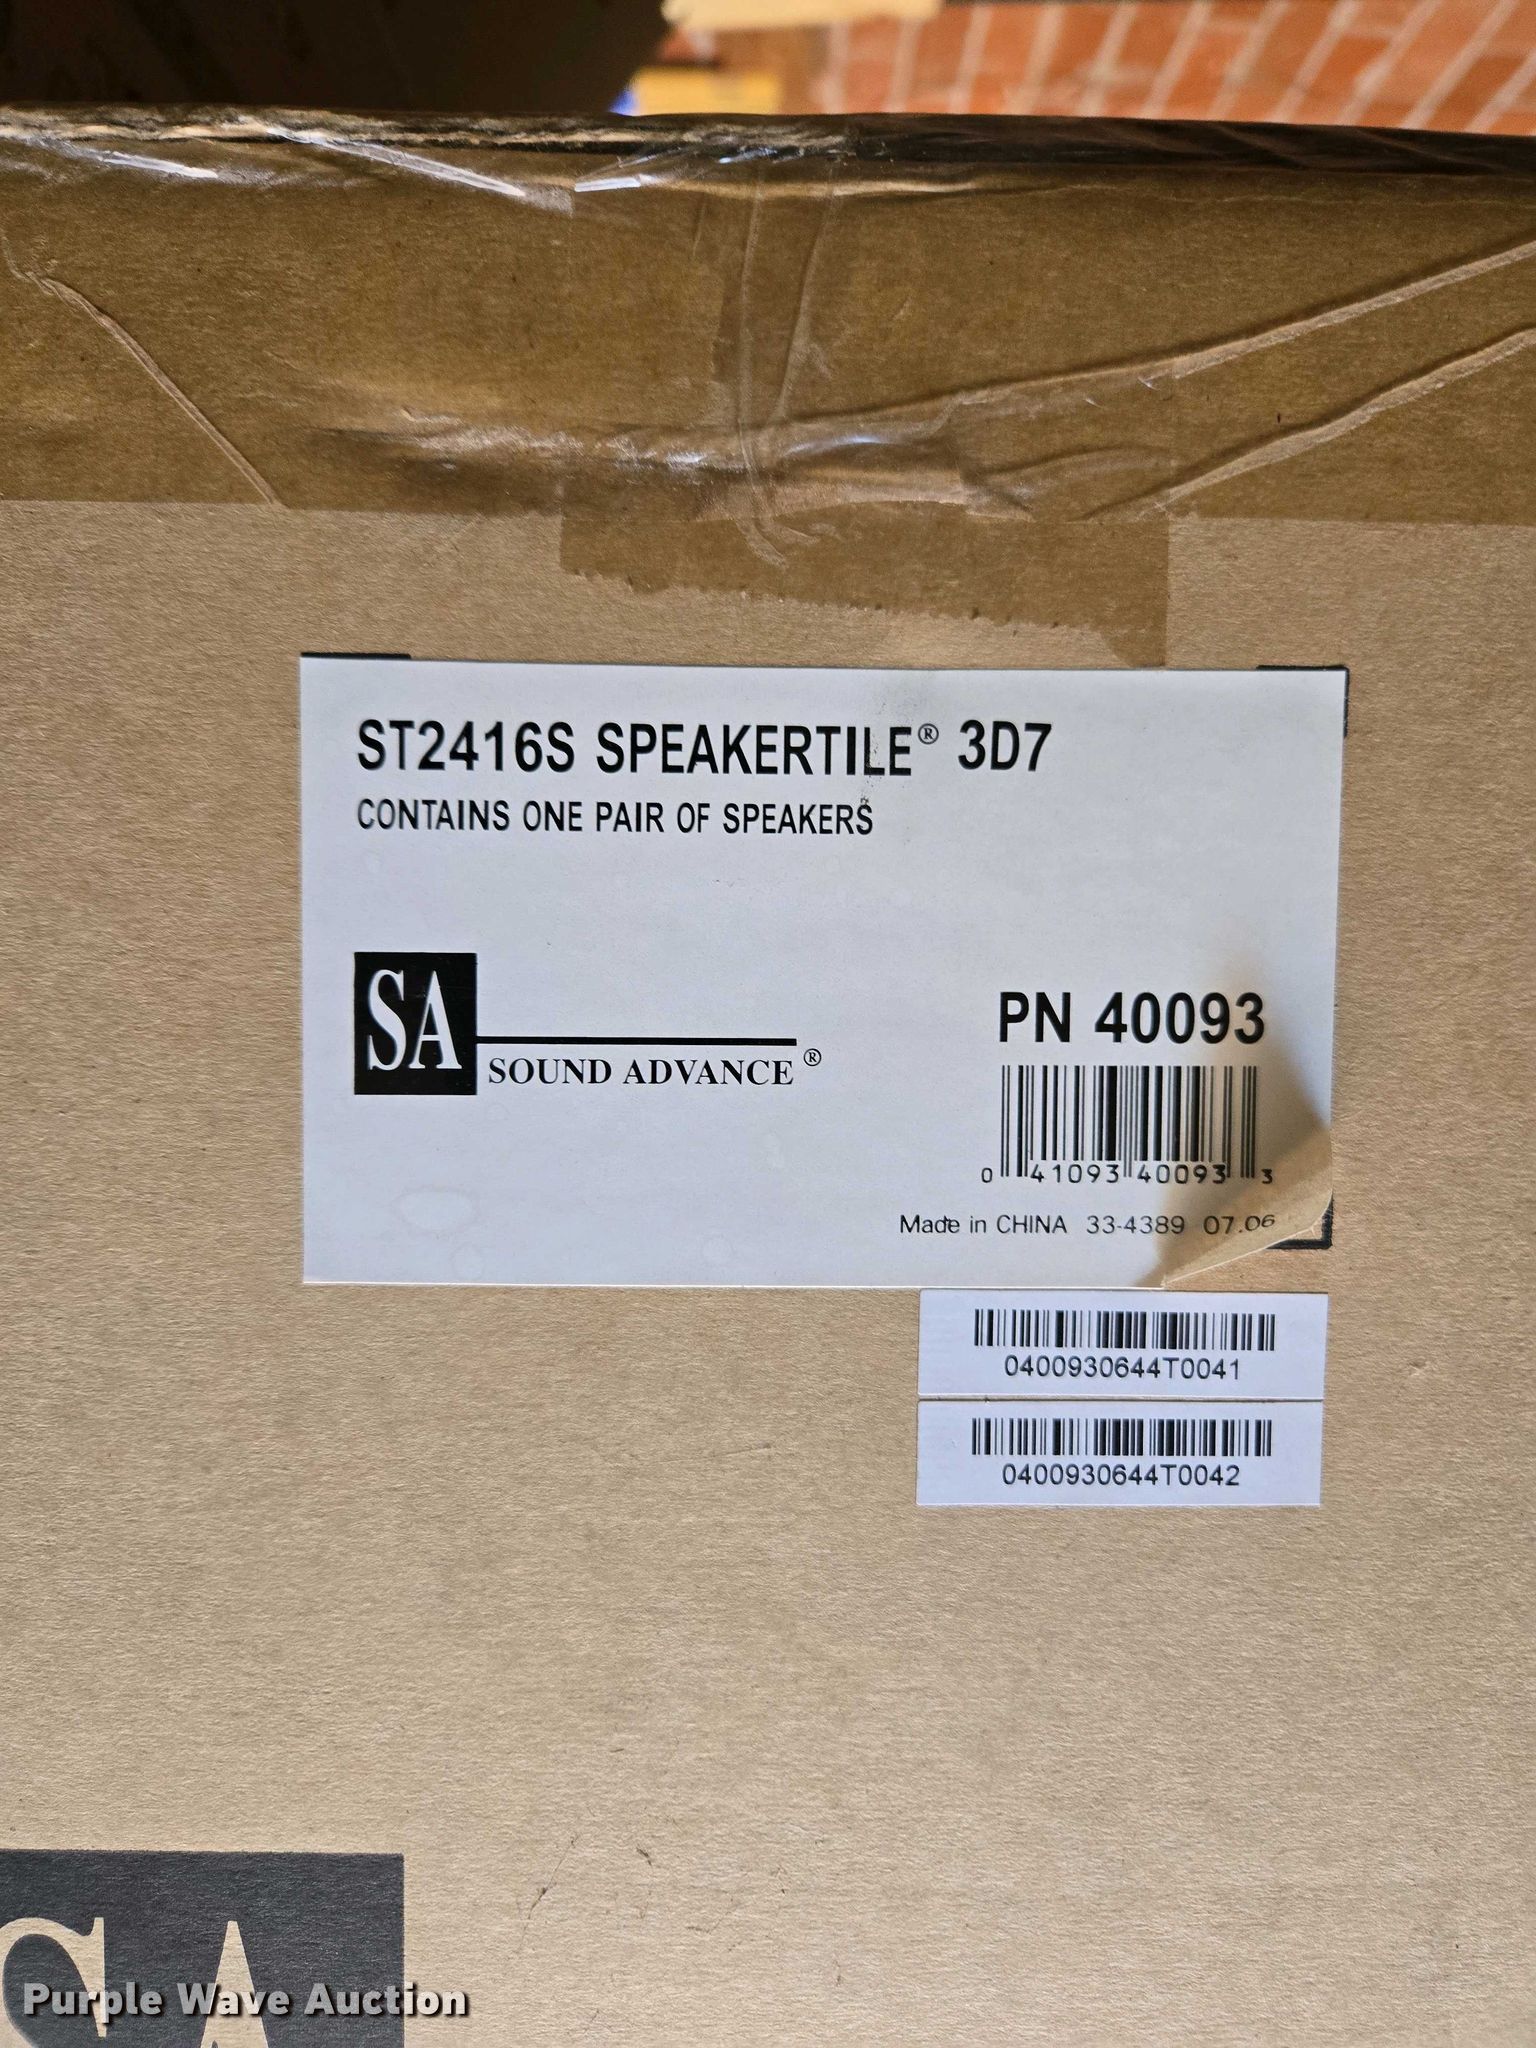 ST2416S SPEAKERTILE® 3D7
CONTAINS ONE PAIR OF SPEAKERS
SA
SOUND ADVANCE®
PN 40093
0 41093 40093 3
Made in CHINA 33-4389 07.06
0400930644T0041
0400930644T0042
SA
Purple Wave Auction